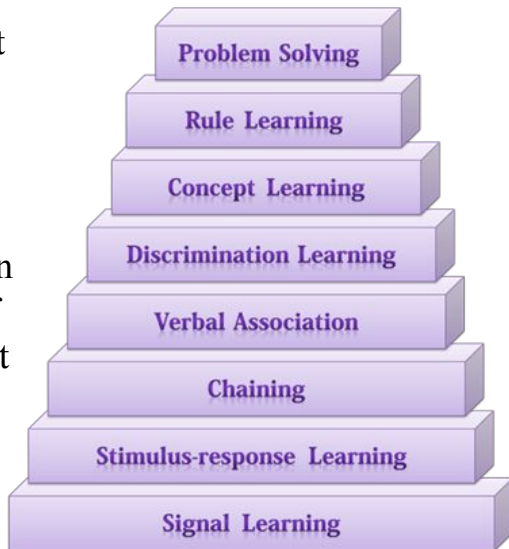 t
Problem Solving
Rule Learning
Concept Learning
n
Discrimination Learning
Verbal Association
t
Chaining
Stimulus-response Learning
Signal Learning